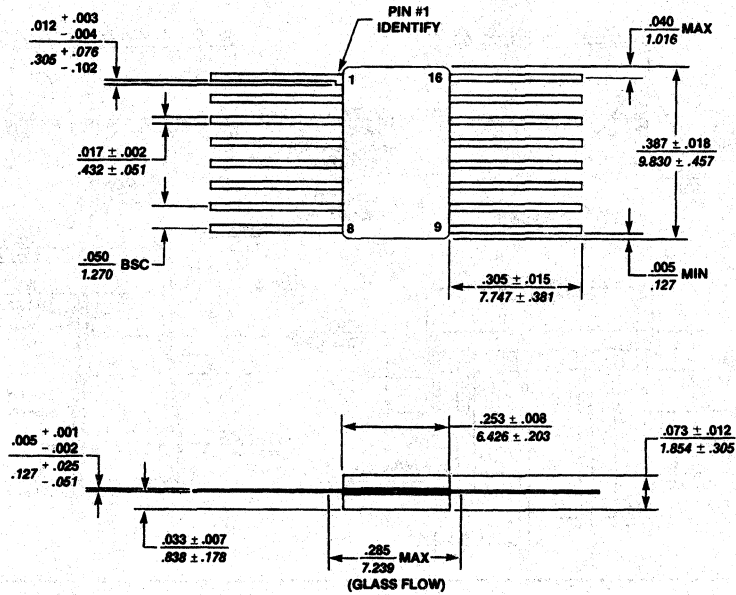 PIN #1
IDENTIFY
.012 + .003
- .004
.305 + .076
- .102
.040
1.016 MAX
1
16
.017 ± .002
.432 ± .051
.387 ± .018
9.830 ± .457
8
9
.050
1.270 BSC
.305 ± .015
7.747 ± .381
.005
.127 MIN
.253 ± .008
6.426 ± .203
.073 ± .012
1.854 ± .305
.005 + .001
- .002
.127 + .025
- .051
.033 ± .007
.838 ± .178
.285
7.239 MAX
(GLASS FLOW)